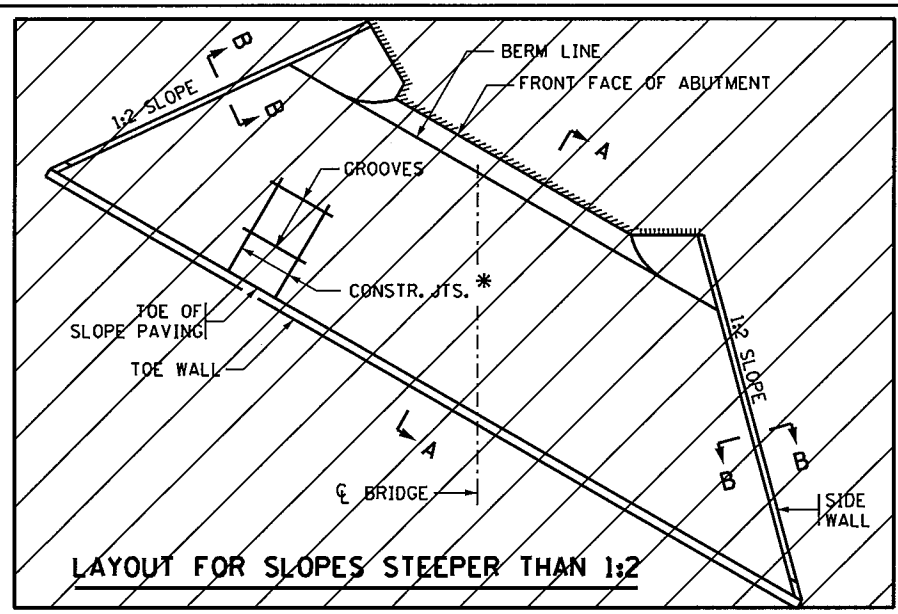 B
B
1:2 SLOPE
BERM LINE
FRONT FACE OF ABUTMENT
A
GROOVES
CONSTR. JTS. *
TOE OF
SLOPE PAVING
TOE WALL
1:2 SLOPE
A
B
B
℄ BRIDGE
SIDE
WALL
LAYOUT FOR SLOPES STEEPER THAN 1:2